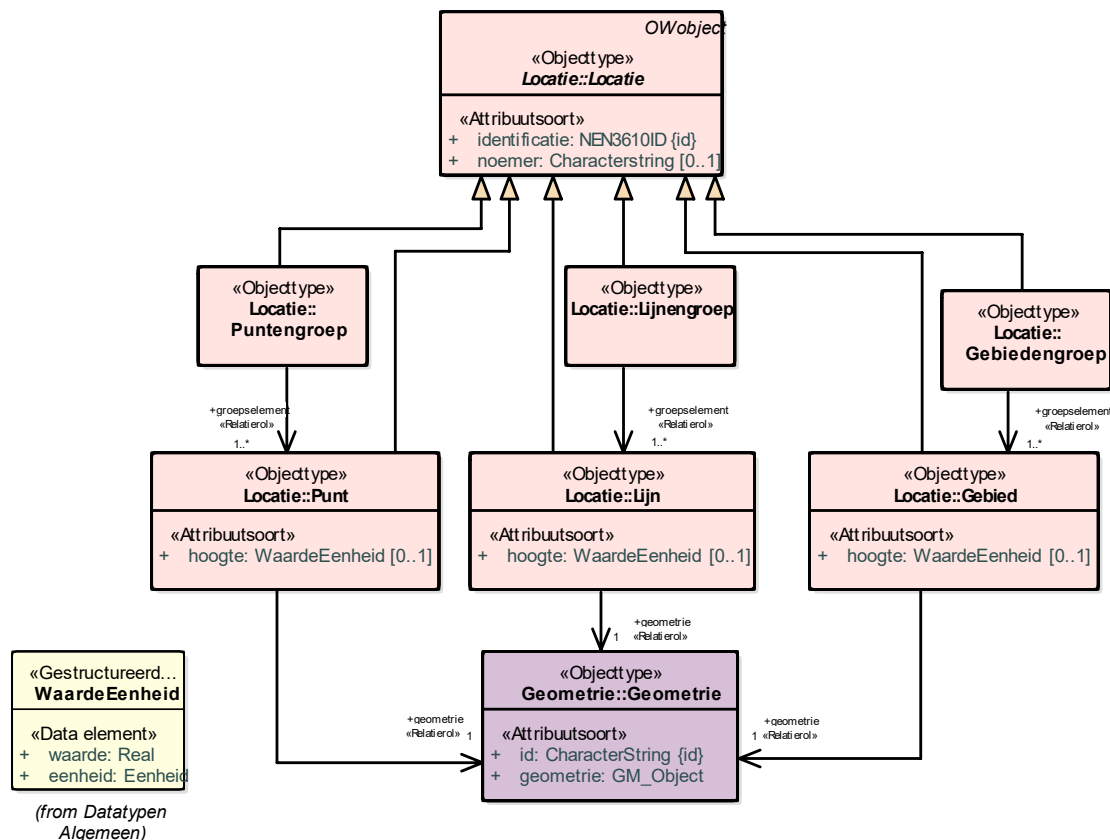 OWobject
«Objecttype»
Locatie::Locatie
«Attribuutsoort»
+ identificatie: NEN3610ID {id}
+ noemer: Characterstring [0..1]
«Objecttype»
Locatie::
Puntengroep
«Objecttype»
Locatie::Lijnengroep
«Objecttype»
Locatie::
Gebiedengroep
+groepselement
«Relatierol»
1..*
+groepselement
«Relatierol»
1..*
+groepselement
«Relatierol»
1..*
«Objecttype»
Locatie::Punt
«Attribuutsoort»
+ hoogte: WaardeEenheid [0..1]
«Objecttype»
Locatie::Lijn
«Attribuutsoort»
+ hoogte: WaardeEenheid [0..1]
«Objecttype»
Locatie::Gebied
«Attribuutsoort»
+ hoogte: WaardeEenheid [0..1]
+geometrie
1 «Relatierol»
«Gestructureerd...
WaardeEenheid
«Data element»
+ waarde: Real
+ eenheid: Eenheid
(from Datatypen
Algemeen)
+geometrie
«Relatierol» 1
«Objecttype»
Geometrie::Geometrie
«Attribuutsoort»
+ id: CharacterString {id}
+ geometrie: GM_Object
+geometrie
1 «Relatierol»